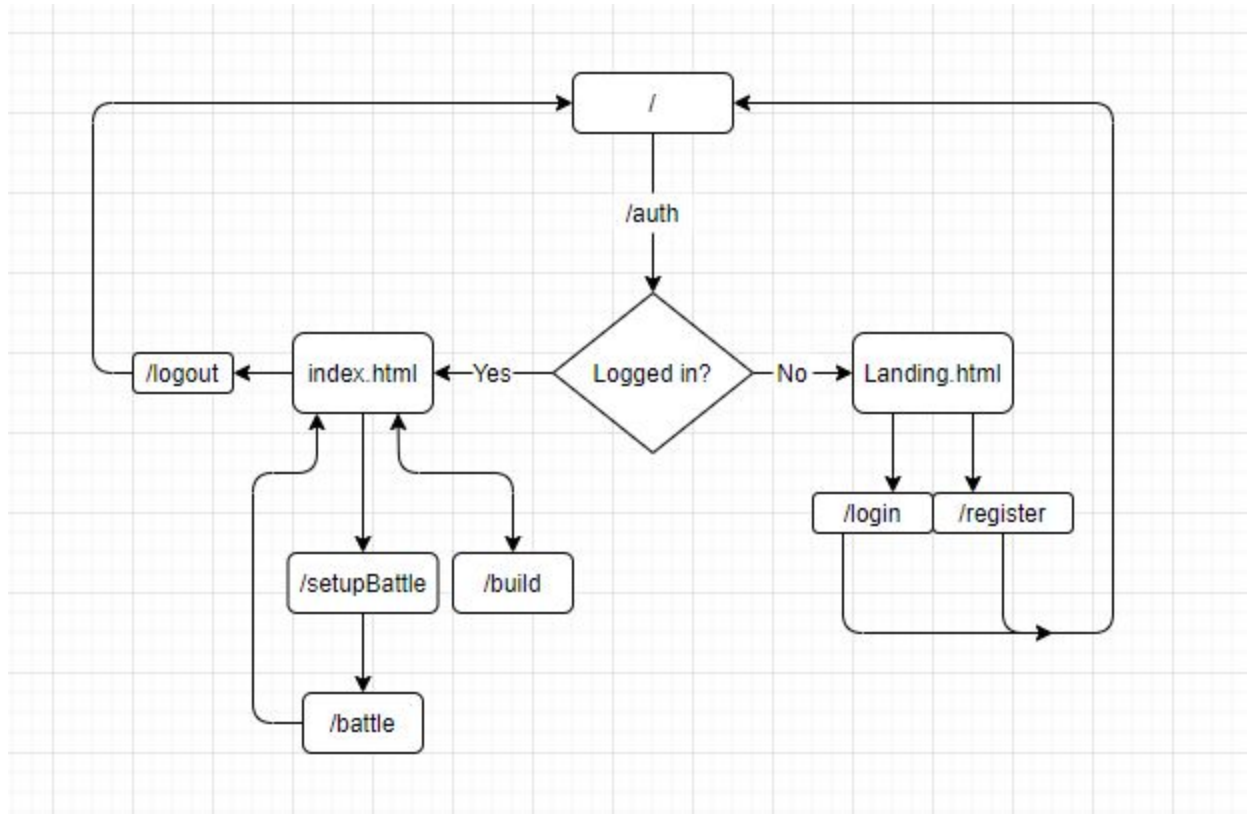 /
/auth
Logged in?
Yes
No
index.html
/logout
Landing.html
/login
/register
/setupBattle
/build
/battle